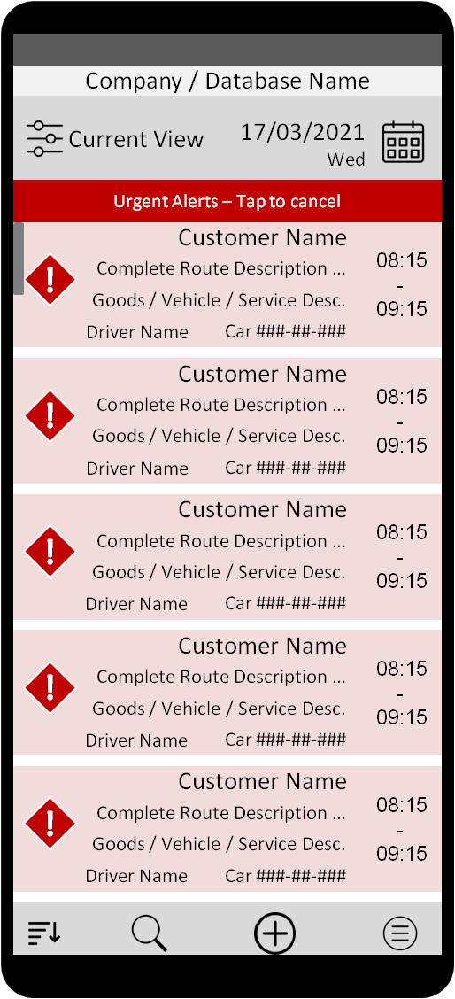 Company / Database Name
Current View
17/03/2021
Wed
Urgent Alerts – Tap to cancel
Customer Name
Complete Route Description ...
Goods / Vehicle / Service Desc.
Driver Name Car ###-##-###
08:15
-
09:15
Customer Name
Complete Route Description ...
Goods / Vehicle / Service Desc.
Driver Name Car ###-##-###
08:15
-
09:15
Customer Name
Complete Route Description ...
Goods / Vehicle / Service Desc.
Driver Name Car ###-##-###
08:15
-
09:15
Customer Name
Complete Route Description ...
Goods / Vehicle / Service Desc.
Driver Name Car ###-##-###
08:15
-
09:15
Customer Name
Complete Route Description ...
Goods / Vehicle / Service Desc.
Driver Name Car ###-##-###
08:15
-
09:15